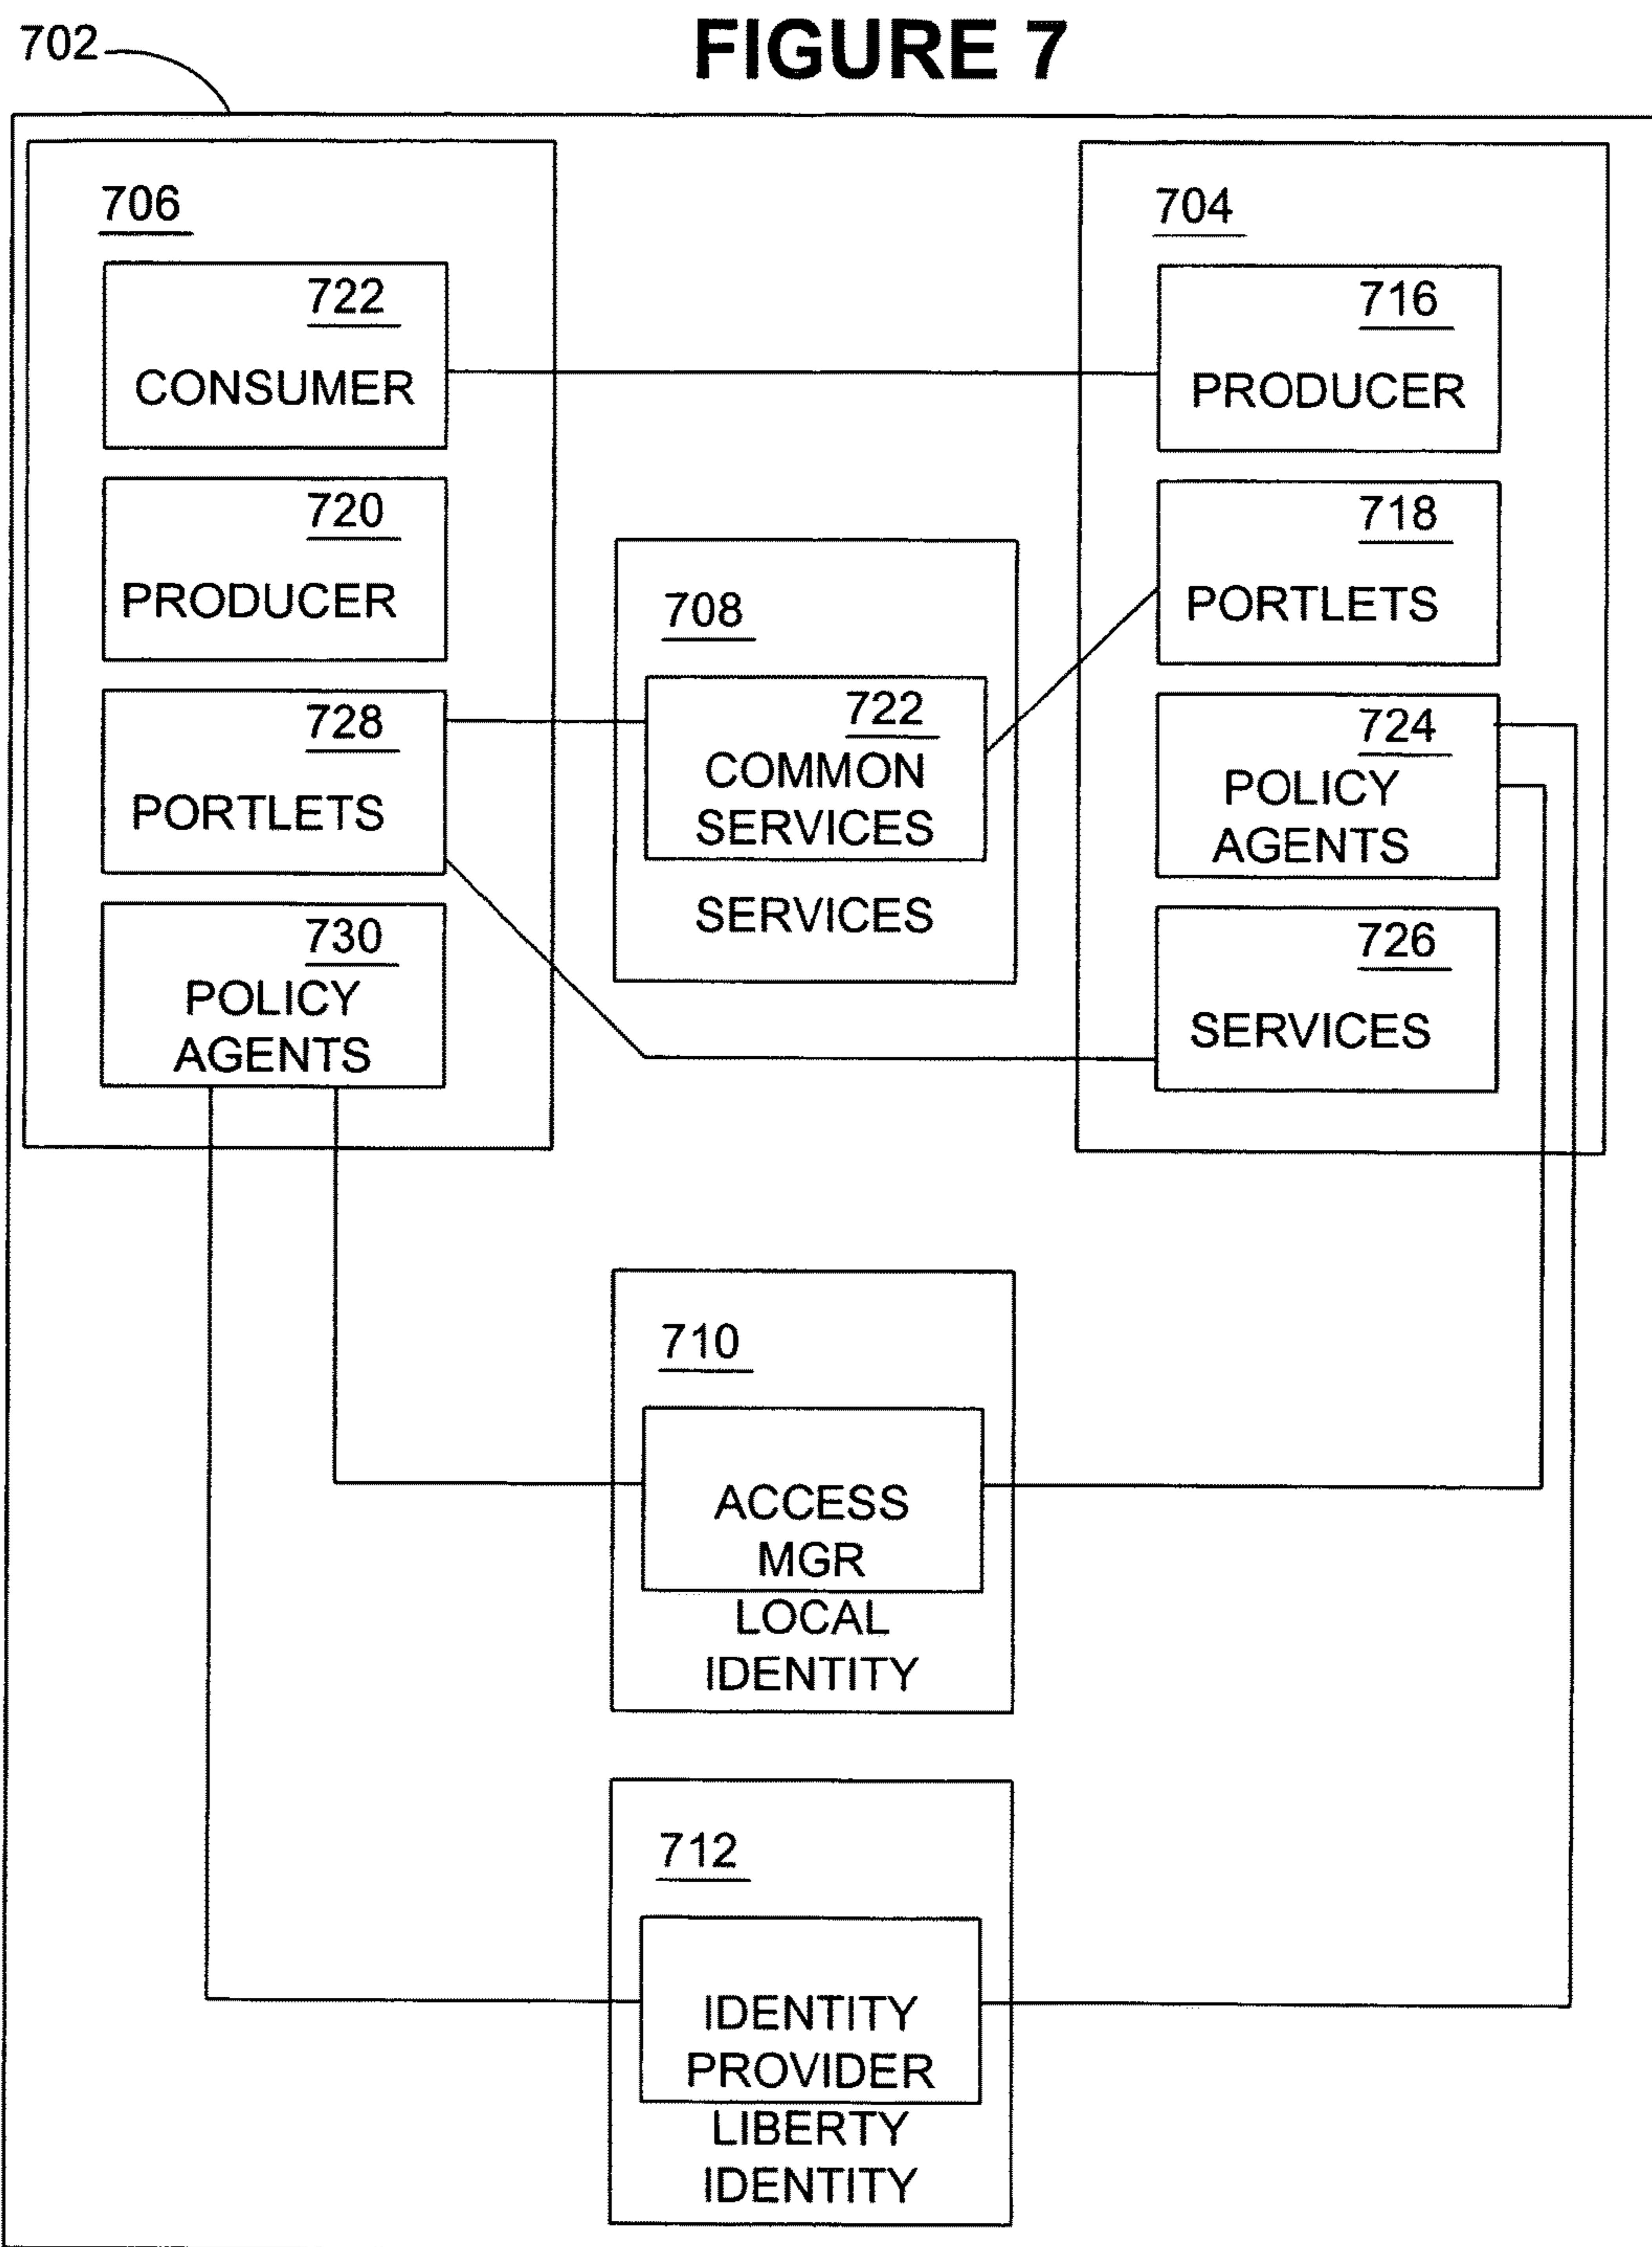 FIGURE 7
702
706
722
CONSUMER
720
PRODUCER
728
PORTLETS
730
POLICY
AGENTS
708
722
COMMON
SERVICES
SERVICES
704
716
PRODUCER
718
PORTLETS
724
POLICY
AGENTS
726
SERVICES
710
ACCESS
MGR
LOCAL
IDENTITY
712
IDENTITY
PROVIDER
LIBERTY
IDENTITY